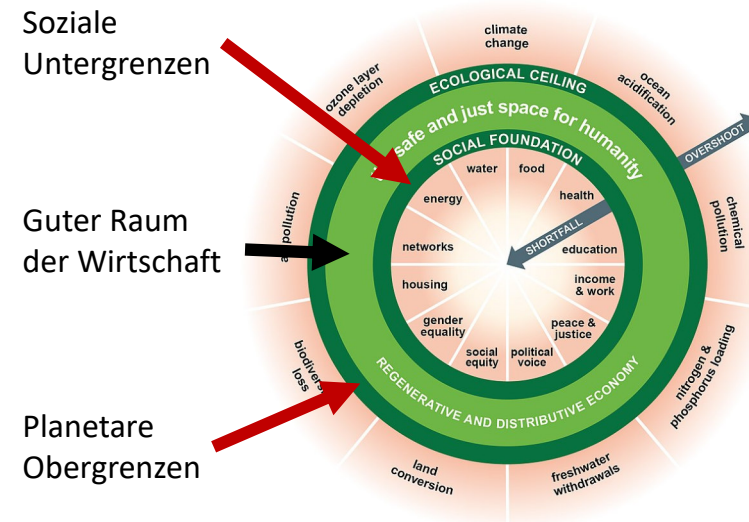 Soziale
Untergrenzen
Guter Raum
der Wirtschaft
Planetare
Obergrenzen
climate
change
ocean
acidification
chemical
pollution
nitrogen &
phosphorus loading
freshwater
withdrawals
land
conversion
loss
pollution
ozone layer
depletion
ECOLOGICAL CEILING
safe and just space for humanity
SOCIAL FOUNDATION
OVERSHOOT
SHORTFALL
water
food
health
education
income
& work
peace &
justice
political
voice
social
equity
gender
equality
housing
networks
energy
REGENERATIVE AND DISTRIBUTIVE ECONOMY